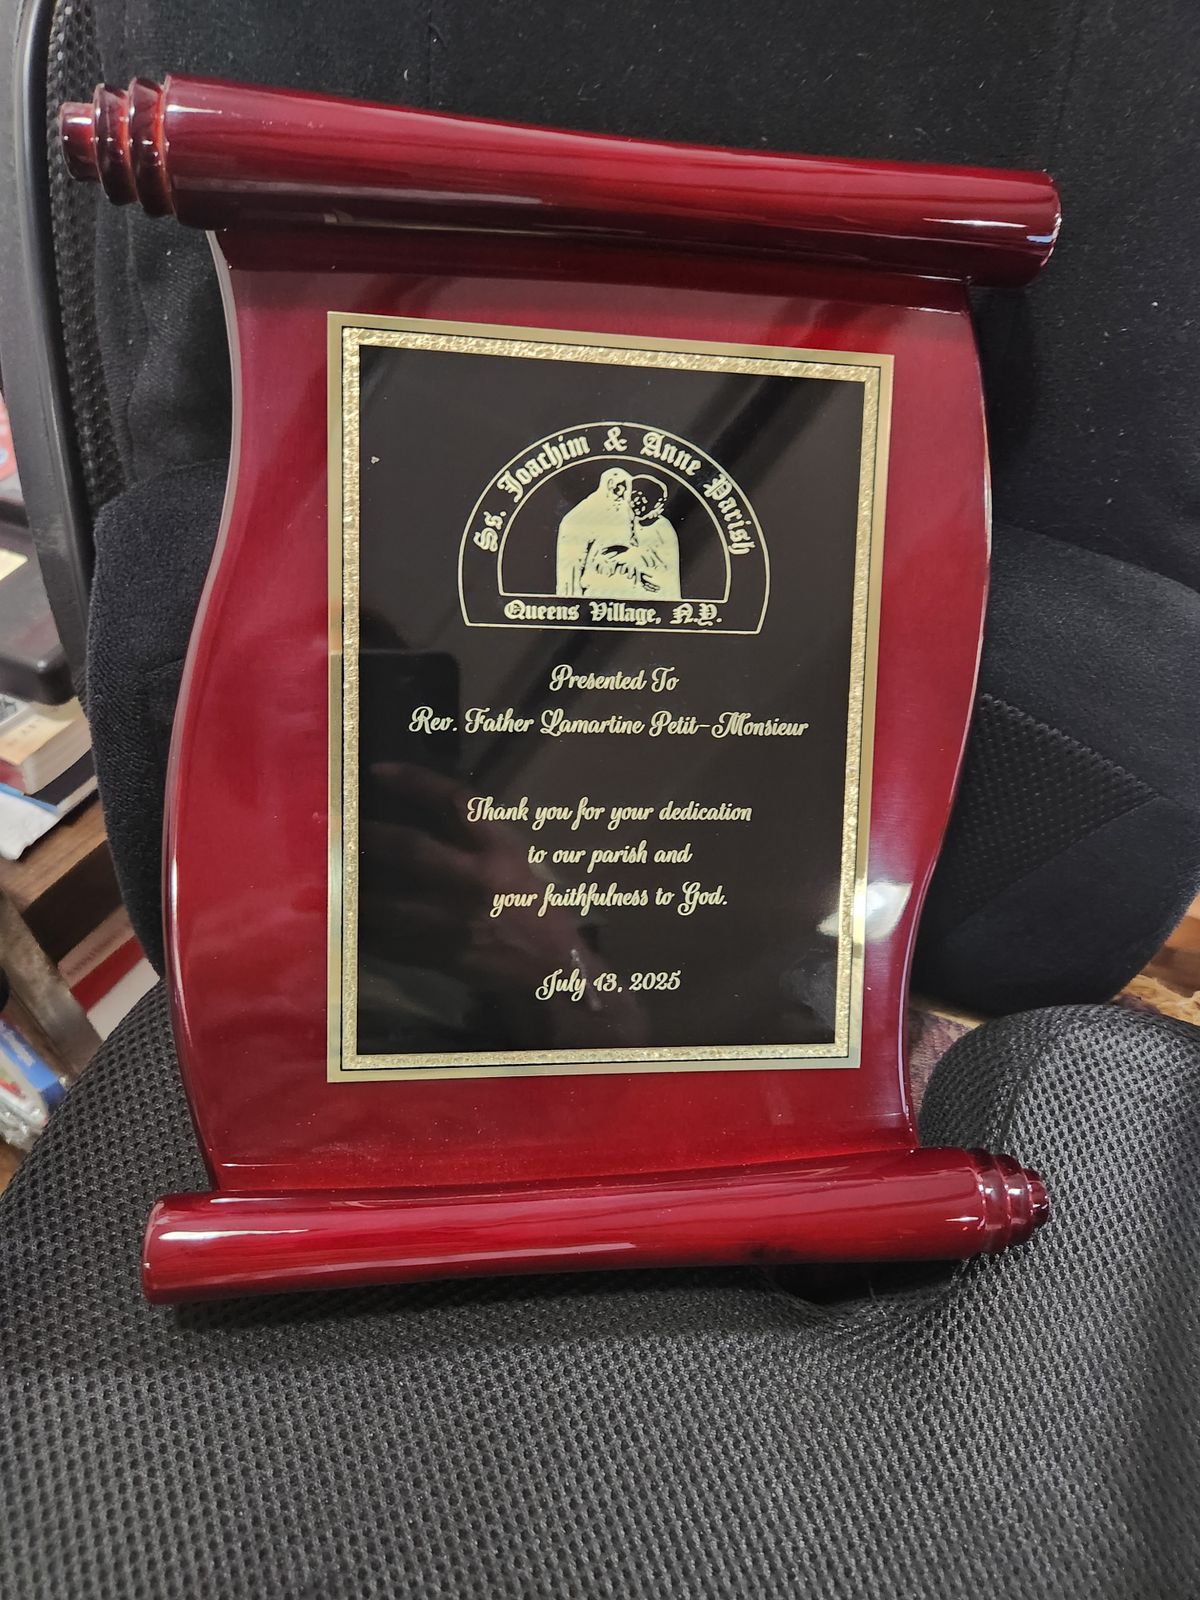 Ss. Joachim & Anne Parish
Queens Village, N.Y.
Presented To
Rev. Father Lamartine Petit-Monsieur
Thank you for your dedication
to our parish and
your faithfulness to God.
July 13, 2025